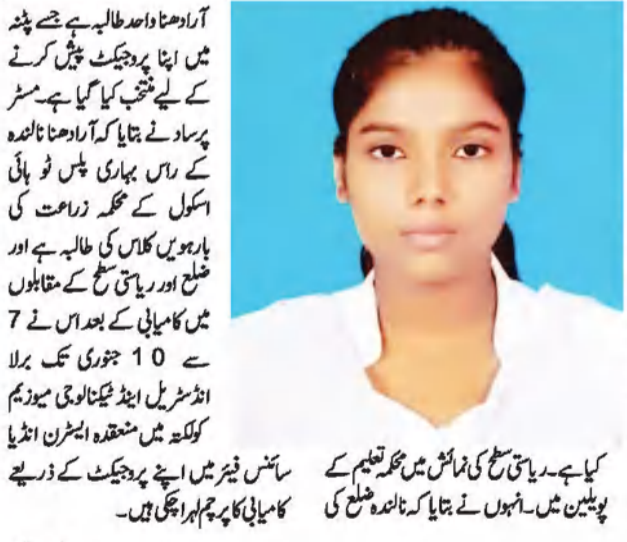 کیا ہے۔ ریاستی سطح کی نمائش میں محکمہ تعلیم کے
پویلین میں۔ انہوں نے بتایا کہ نالندہ ضلع کی
آرادھنا واحد طالبہ ہے جسے پٹنہ
میں اپنا پروجیکٹ پیش کرنے
کے لیے منتخب کیا گیا ہے۔ مسٹر
پرساد نے بتایا کہ آرادھنا نالندہ
کے راس بہاری پلس ٹو ہائی
اسکول کے محکمہ زراعت کی
بارہویں کلاس کی طالبہ ہے اور
ضلع اور ریاستی سطح کے مقابلوں
میں کامیابی کے بعد اس نے 7
سے 10 جنوری تک برلا
انڈسٹریل اینڈ ٹیکنالوجی میوزیم
کولکتہ میں منعقدہ ایسٹرن انڈیا
سائنس فیئر میں اپنے پروجیکٹ کے ذریعے
کامیابی کا پرچم لہرا چکی ہیں۔